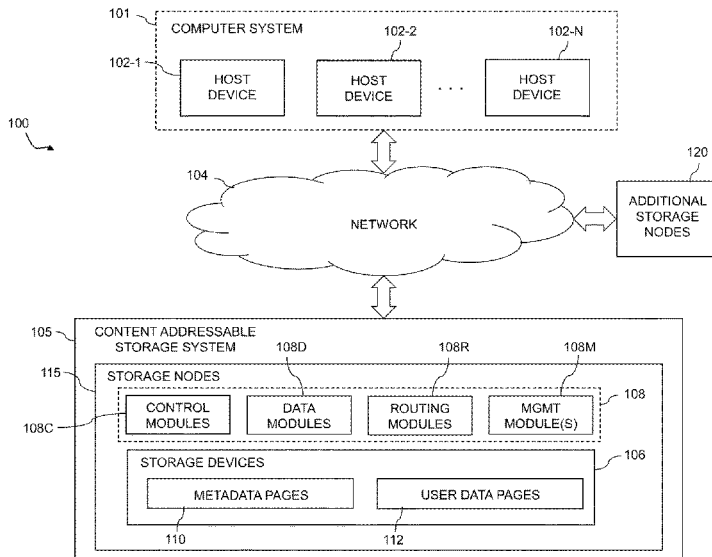 101
COMPUTER SYSTEM
102-1
102-2
102-N
HOST
DEVICE
HOST
DEVICE
. . .
HOST
DEVICE
100
104
NETWORK
120
ADDITIONAL
STORAGE
NODES
105
CONTENT ADDRESSABLE
STORAGE SYSTEM
115
STORAGE NODES
108D
108R
108M
108
CONTROL
MODULES
DATA
MODULES
ROUTING
MODULES
MGMT
MODULE(S)
108C
STORAGE DEVICES
106
METADATA PAGES
USER DATA PAGES
110
112